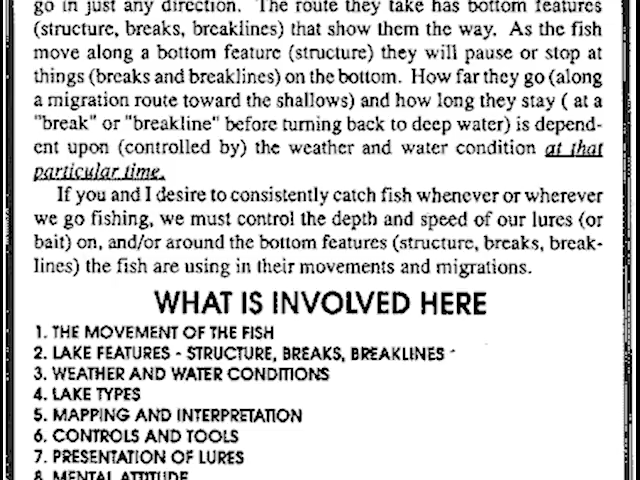 go in just any direction. The route they take has bottom features
(structure, breaks, breaklines) that show them the way. As the fish
move along a bottom feature (structure) they will pause or stop at
things (breaks and breaklines) on the bottom. How far they go (along
a migration route toward the shallows) and how long they stay ( at a
"break" or "breakline" before turning back to deep water) is depend-
ent upon (controlled by) the weather and water condition at that
particular time.
If you and I desire to consistently catch fish whenever or wherever
we go fishing, we must control the depth and speed of our lures (or
bait) on, and/or around the bottom features (structure, breaks, break-
lines) the fish are using in their movements and migrations.
WHAT IS INVOLVED HERE
1. THE MOVEMENT OF THE FISH
2. LAKE FEATURES - STRUCTURE, BREAKS, BREAKLINES
3. WEATHER AND WATER CONDITIONS
4. LAKE TYPES
5. MAPPING AND INTERPRETATION
6. CONTROLS AND TOOLS
7. PRESENTATION OF LURES
8. MENTAL ATTITUDE